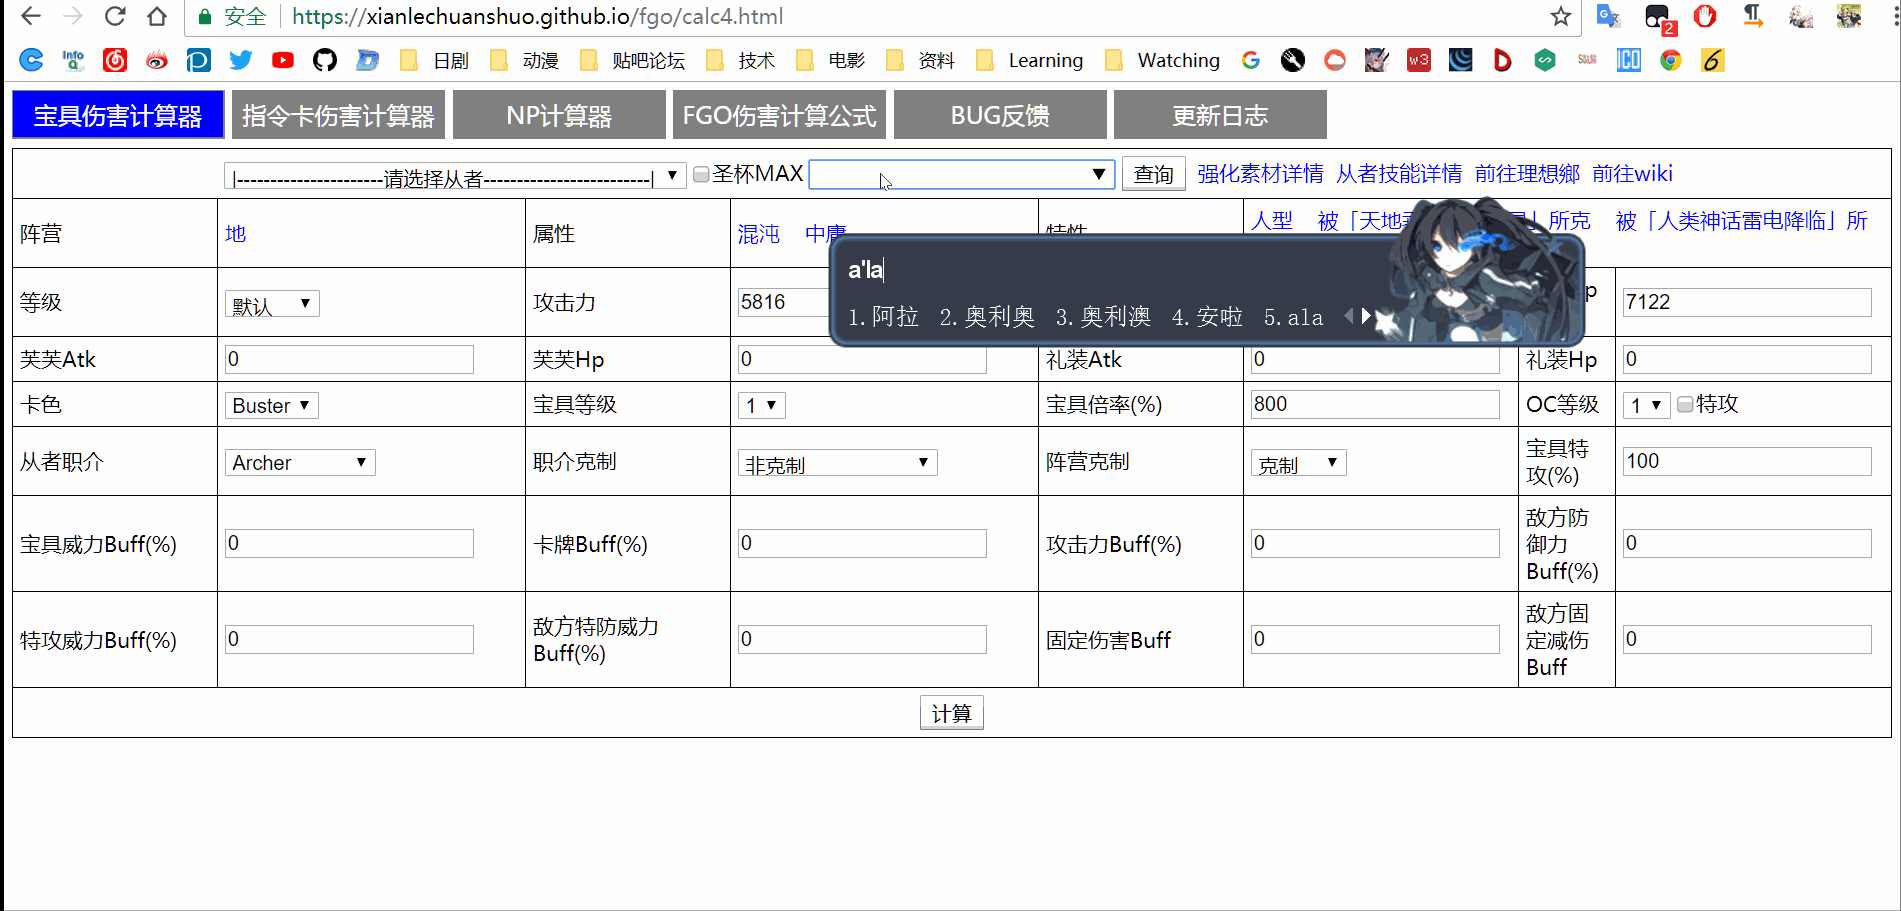 安全 https://xianlechuanshuo.github.io/fgo/calc4.html
2
Info Q 日剧 动漫 贴吧论坛 技术 电影 资料 Learning Watching w3 ICO 6
宝具伤害计算器 指令卡伤害计算器 NP计算器 FGO伤害计算公式 BUG反馈 更新日志
|----------------------请选择从者-------------------------| 圣杯MAX 查询 强化素材详情 从者技能详情 前往理想鄉 前往wiki
阵营 地 属性 混沌 中庸 特性 人型 被「天地 」所克 被「人类神话雷电降临」所
a'la
1.阿拉 2.奥利奥 3.奥利澳 4.安啦 5.ala
等级 默认 攻击力 5816 p 7122
芙芙Atk 0 芙芙Hp 0 礼装Atk 0 礼装Hp 0
卡色 Buster 宝具等级 1 宝具倍率(%) 800 OC等级 1 特攻
从者职介 Archer 职介克制 非克制 阵营克制 克制 宝具特攻(%) 100
宝具威力Buff(%) 0 卡牌Buff(%) 0 攻击力Buff(%) 0 敌方防御力Buff(%) 0
特攻威力Buff(%) 0 敌方特防威力Buff(%) 0 固定伤害Buff 0 敌方固定减伤Buff 0
计算